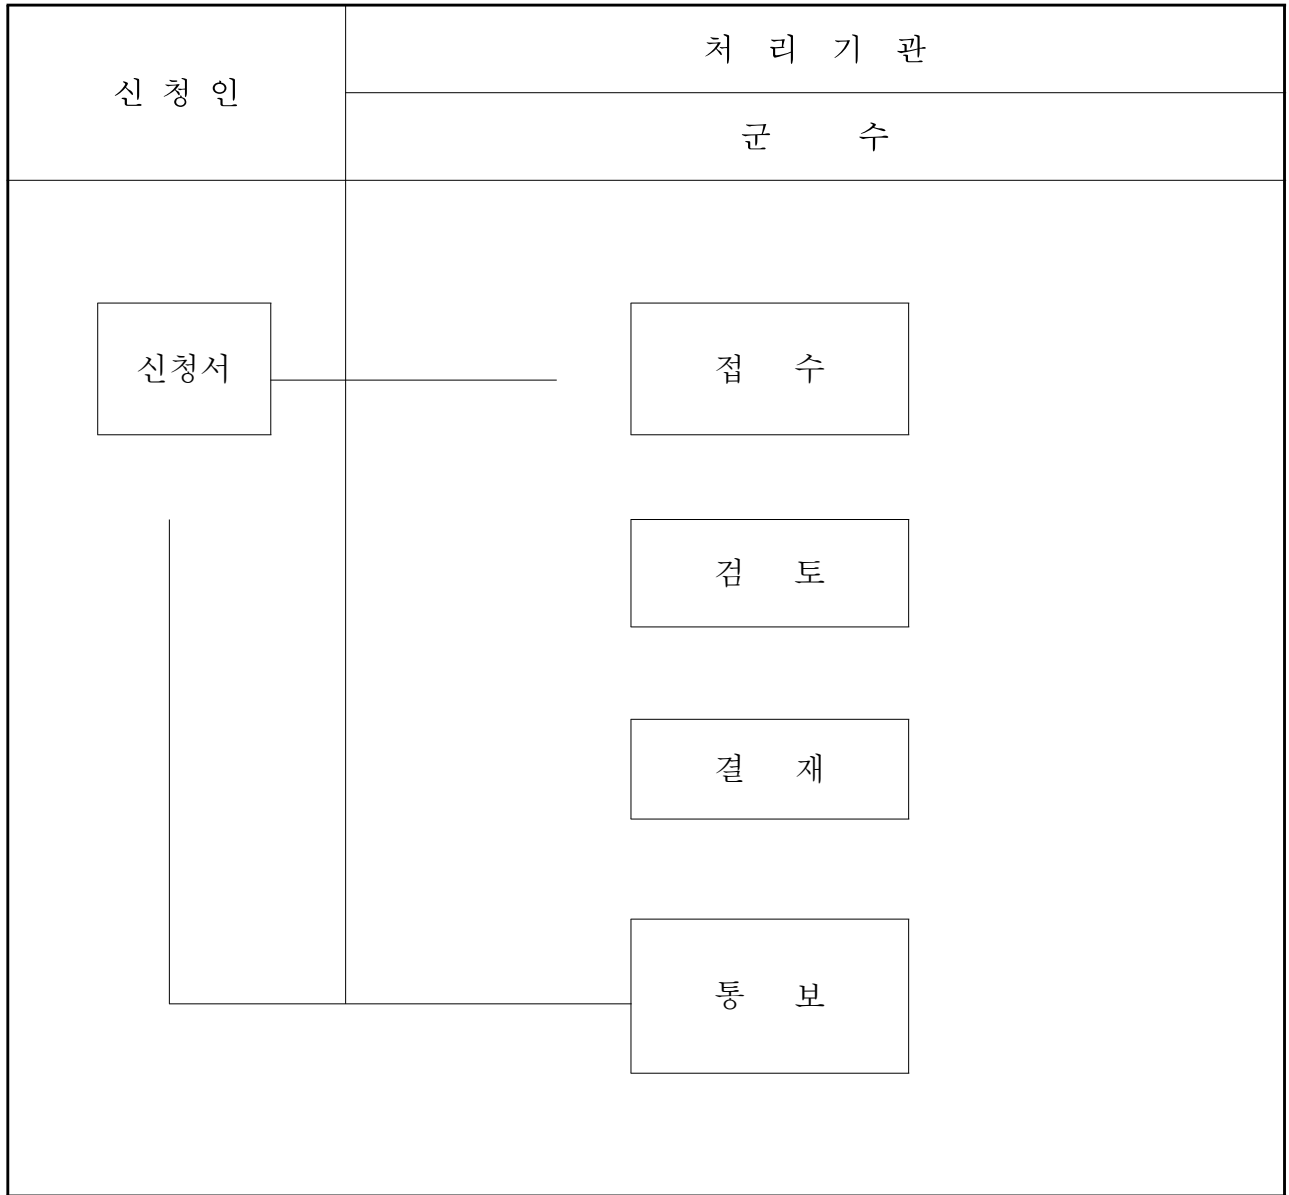 처 리 기 관
신 청 인
군 수
신청서
접 수
검 토
결 재
통 보